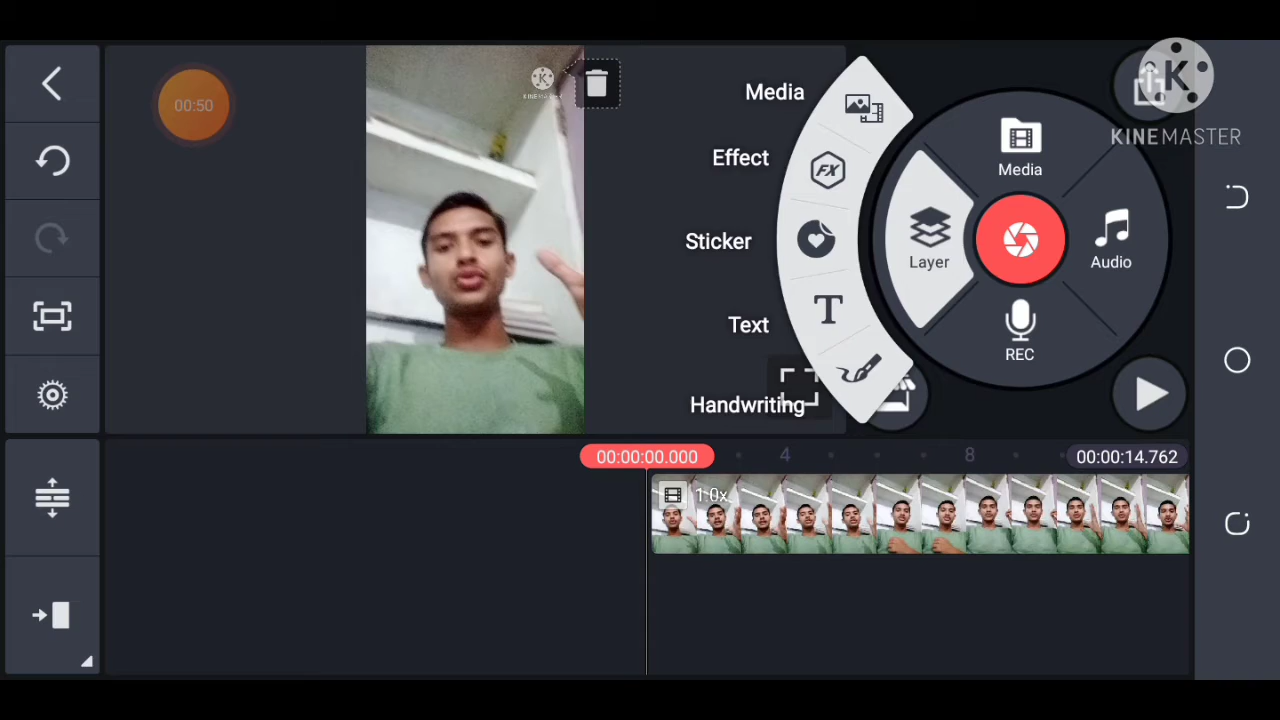 00:50
K
Media
Effect
FX
Sticker
T
Text
Handwriting
Media
Layer
Audio
REC
K
KINEMASTER
00:00:00.000
4
8
00:00:14.762
1.0x